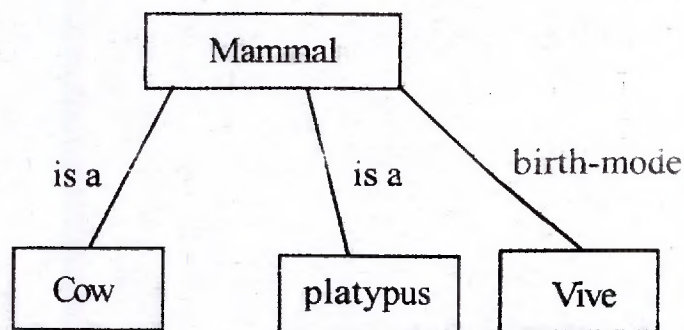 Mammal
is a
is a
birth-mode
Cow
platypus
Vive